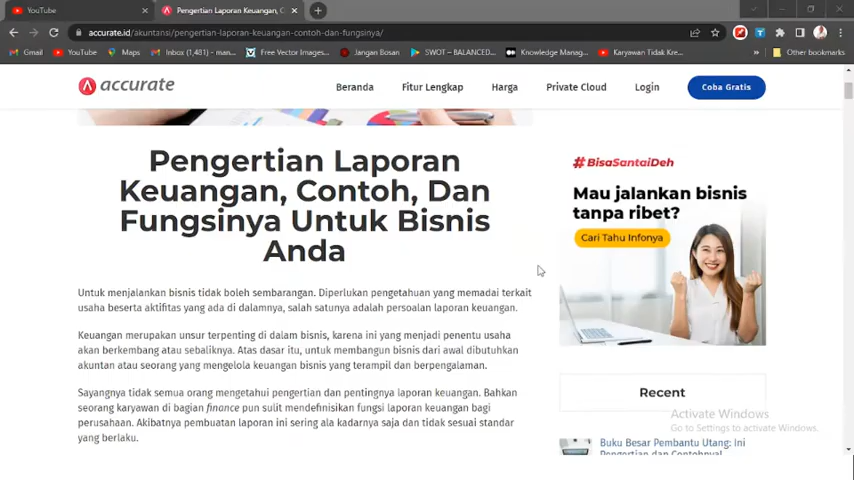 YouTube
Pengertian Laporan Keuangan, C
accurate.id/akuntansi/pengertian-laporan-keuangan-contoh-dan-fungsinya/
Gmail
YouTube
Maps
Inbox (1,481) - man...
Free Vector Images...
Jangan Bosan
SWOT – BALANCED...
Knowledge Manag...
Karyawan Tidak Kre...
Other bookmarks
accurate
Beranda
Fitur Lengkap
Harga
Private Cloud
Login
Coba Gratis
Pengertian Laporan
Keuangan, Contoh, Dan
Fungsinya Untuk Bisnis
Anda
Untuk menjalankan bisnis tidak boleh sembarangan. Diperlukan pengetahuan yang memadai terkait
usaha beserta aktifitas yang ada di dalamnya, salah satunya adalah persoalan laporan keuangan.
Keuangan merupakan unsur terpenting di dalam bisnis, karena ini yang menjadi penentu usaha
akan berkembang atau sebaliknya. Atas dasar itu, untuk membangun bisnis dari awal dibutuhkan
akuntan atau seorang yang mengelola keuangan bisnis yang terampil dan berpengalaman.
Sayangnya tidak semua orang mengetahui pengertian dan pentingnya laporan keuangan. Bahkan
seorang karyawan di bagian finance pun sulit mendefinisikan fungsi laporan keuangan bagi
perusahaan. Akibatnya pembuatan laporan ini sering ala kadarnya saja dan tidak sesuai standar
yang berlaku.
#BisaSantaiDeh
Mau jalankan bisnis
tanpa ribet?
Cari Tahu Infonya
Recent
Activate Windows
Go to Settings to activate Windows.
Buku Besar Pembantu Utang: Ini
Pengertian dan Contohnya!